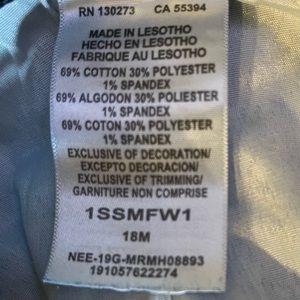 RN 130273 CA 55394
MADE IN LESOTHO
HECHO EN LESOTHO
FABRIQUE AU LESOTHO
69% COTTON 30% POLYESTER
1% SPANDEX
69% ALGODON 30% POLIESTER
1% SPANDEX
69% COTON 30% POLYESTER
1% SPANDEX
EXCLUSIVE OF DECORATION/
EXCEPTO DECORACION/
EXCLUSIVE OF TRIMMING/
GARNITURE NON COMPRISE
1SSMFW1
18M
NEE-19G-MRMH08893
191057622274